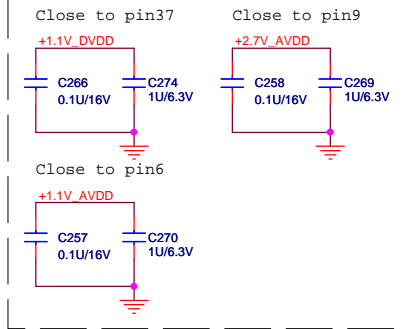 Close to pin37
+1.1V_DVDD
C266
0.1U/16V
C274
1U/6.3V
Close to pin9
+2.7V_AVDD
C258
0.1U/16V
C269
1U/6.3V
Close to pin6
+1.1V_AVDD
C257
0.1U/16V
C270
1U/6.3V